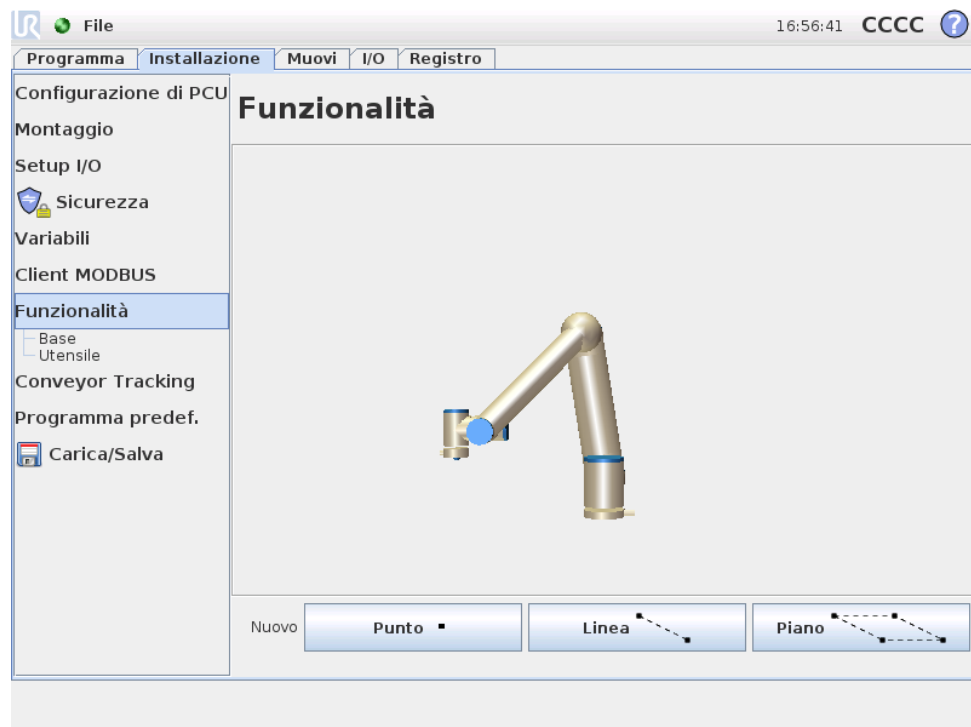 UR File 16:56:41 CCCC ?
Programma Installazione Muovi I/O Registro
Configurazione di PCU
Funzionalità
Montaggio
Setup I/O
Sicurezza
Variabili
Client MODBUS
Funzionalità
Base
Utensile
Conveyor Tracking
Programma predef.
Carica/Salva
Nuovo Punto Linea Piano